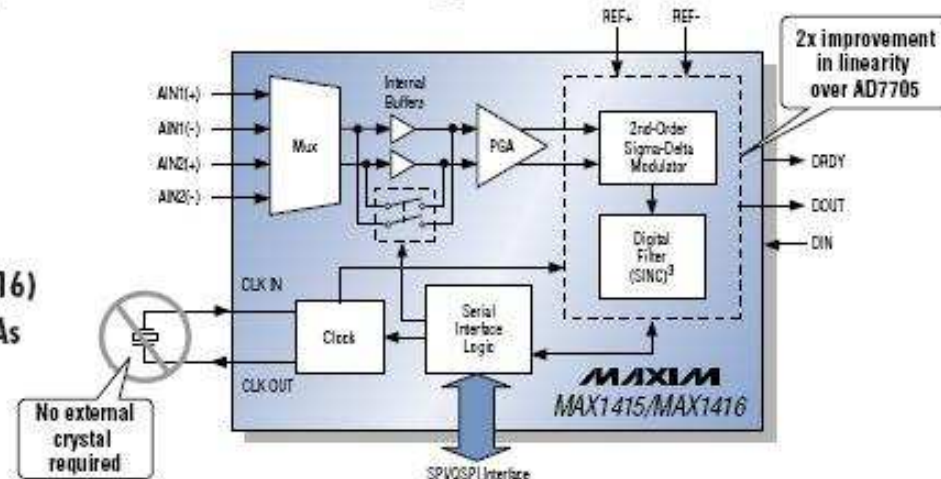 REF+ REF-
2x improvement
in linearity
over AD7705
AIN1(+)
AIN1(-)
AIN2(+)
AIN2(-)
Mux
Internal
Buffers
PGA
2nd-Order
Sigma-Delta
Modulator
DRDY
DOUT
DIN
Digital
Filter
(SINC)³
16)
As
CLK IN
Clock
CLK OUT
Serial
Interface
Logic
MAXIM
MAX1415/MAX1416
No external
crystal
required
SPI/QSPI Interface